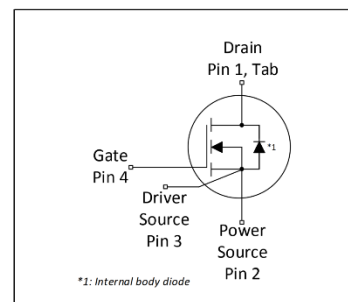 Drain
Pin 1, Tab
*1
Gate
Pin 4
Driver
Source
Pin 3
Power
Source
Pin 2
*1: Internal body diode